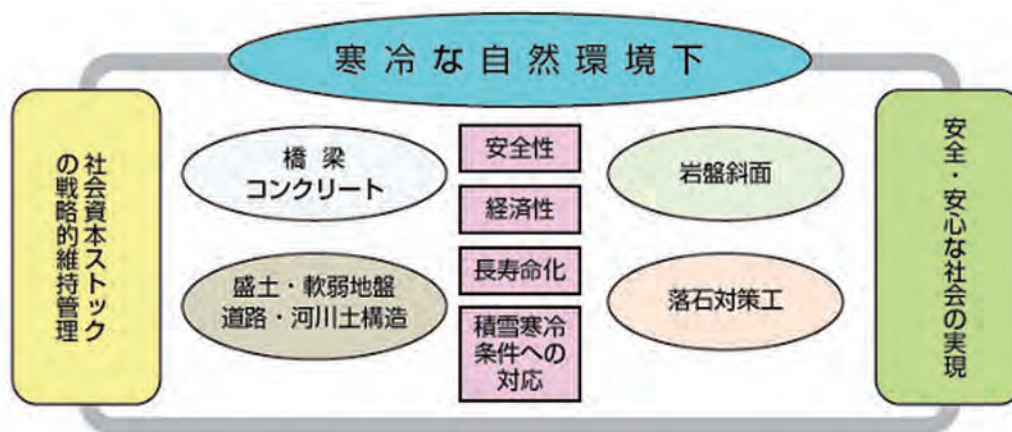 寒冷な自然環境下
社会資本ストック
の戦略的維持管理
橋梁
コンクリート
盛土・軟弱地盤
道路・河川土構造
安全性
経済性
長寿命化
積雪寒冷
条件への
対応
岩盤斜面
落石対策工
安全・安心な社会の実現